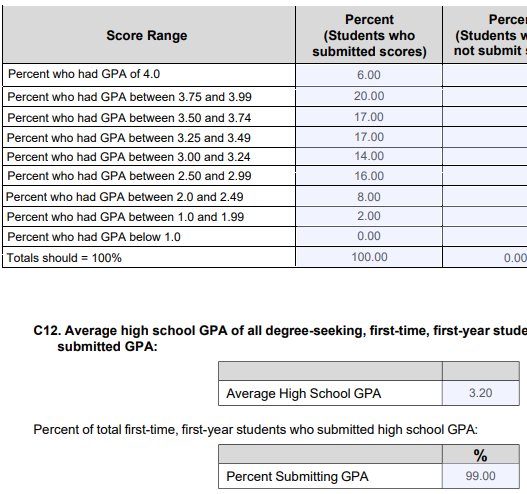 Score Range
Percent
(Students who
submitted scores)
(Students
not submit
Percent who had GPA of 4.0 6.00
Percent who had GPA between 3.75 and 3.99 20.00
Percent who had GPA between 3.50 and 3.74 17.00
Percent who had GPA between 3.25 and 3.49 17.00
Percent who had GPA between 3.00 and 3.24 14.00
Percent who had GPA between 2.50 and 2.99 16.00
Percent who had GPA between 2.0 and 2.49 8.00
Percent who had GPA between 1.0 and 1.99 2.00
Percent who had GPA below 1.0 0.00
Totals should = 100% 100.00 0.00
C12. Average high school GPA of all degree-seeking, first-time, first-year
submitted GPA:
Average High School GPA 3.20
Percent of total first-time, first-year students who submitted high school GPA:
%
Percent Submitting GPA 99.00